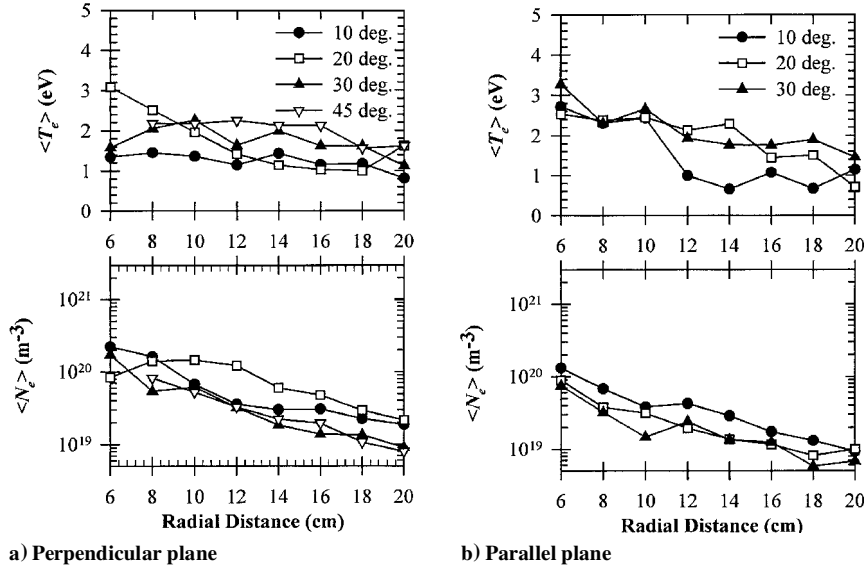 5
4
3
2
1
0
<T_e> (eV)
10 deg.
20 deg.
30 deg.
45 deg.
6 8 10 12 14 16 18 20
10^21
10^20
10^19
<N_e> (m^-3)
6 8 10 12 14 16 18 20
Radial Distance (cm)
a) Perpendicular plane
5
4
3
2
1
0
<T_e> (eV)
10 deg.
20 deg.
30 deg.
6 8 10 12 14 16 18 20
10^21
10^20
10^19
<N_e> (m^-3)
6 8 10 12 14 16 18 20
Radial Distance (cm)
b) Parallel plane